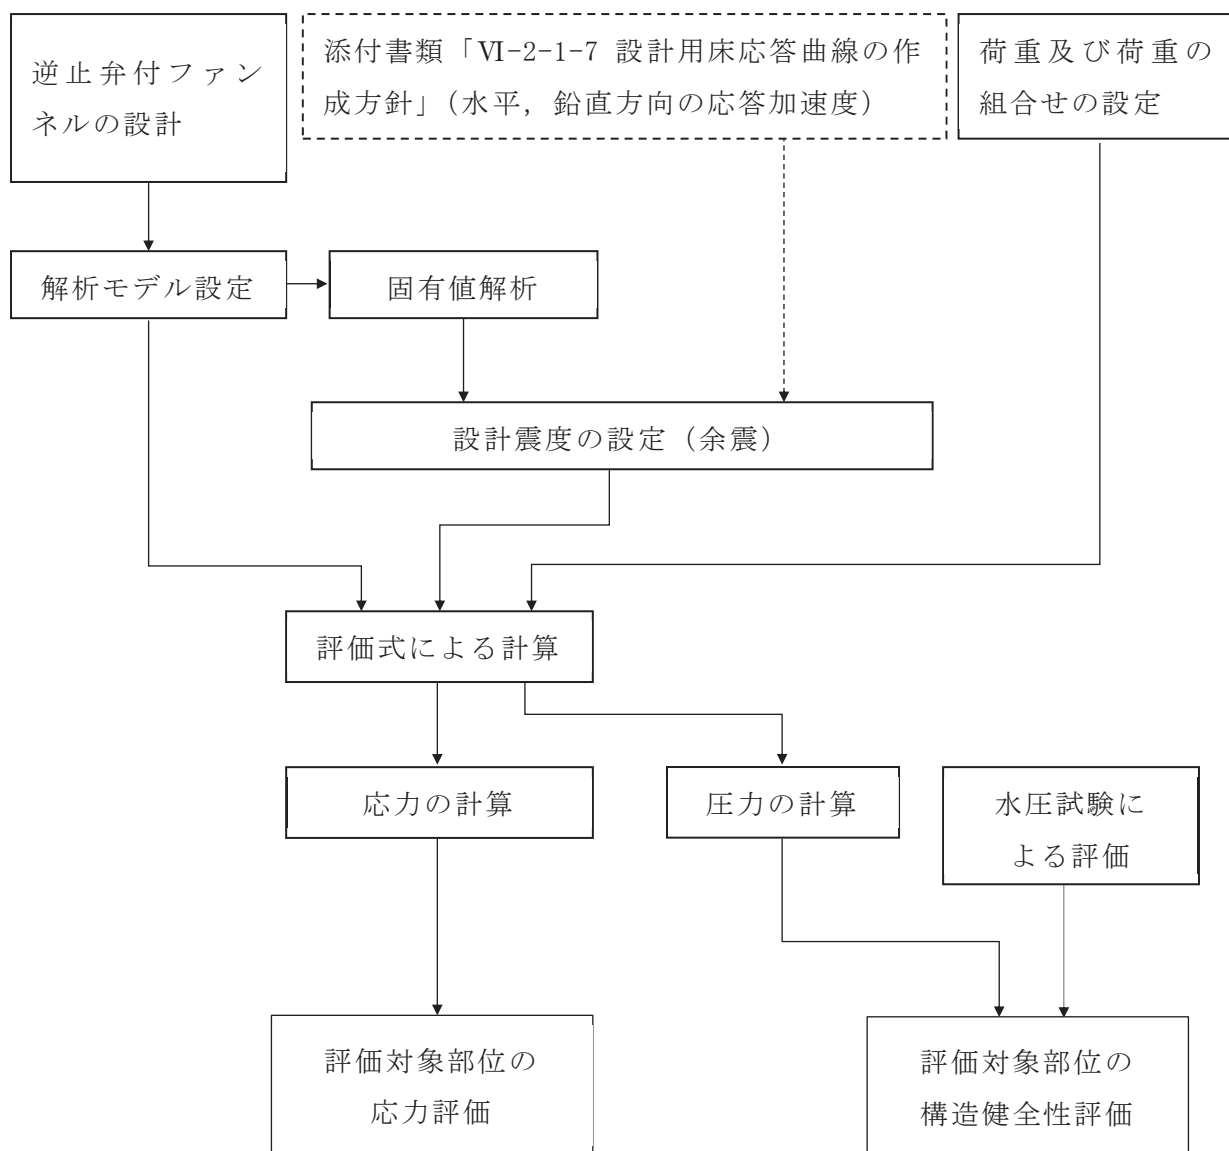 逆止弁付ファン
ネルの設計
添付書類「Ⅵ-2-1-7 設計用床応答曲線の作
成方針」(水平,鉛直方向の応答加速度)
荷重及び荷重の
組合せの設定
解析モデル設定
固有値解析
設計震度の設定(余震)
評価式による計算
応力の計算
圧力の計算
水圧試験に
よる評価
評価対象部位の
応力評価
評価対象部位の
構造健全性評価